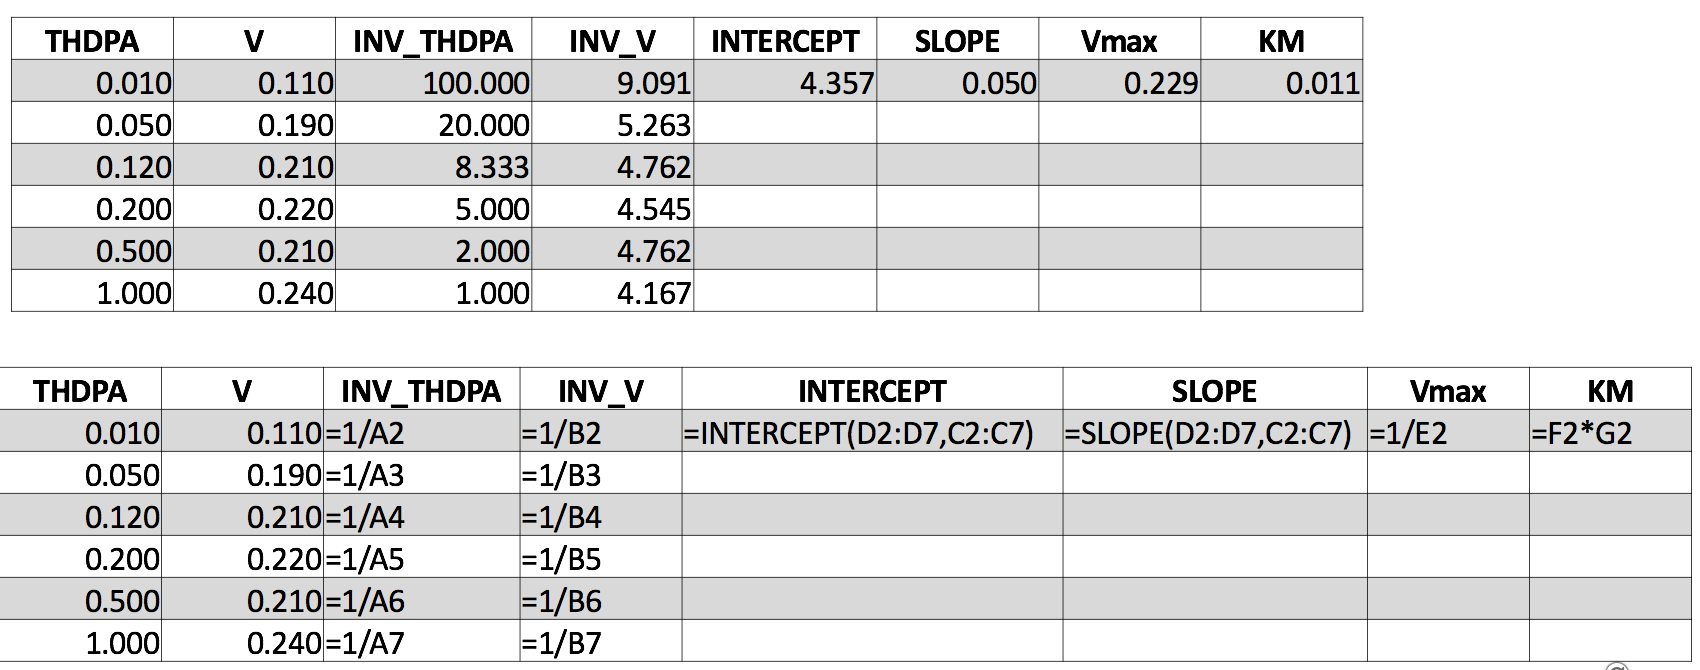 THDPA V INV_THDPA INV_V INTERCEPT SLOPE Vmax KM
0.010 0.110 100.000 9.091 4.357 0.050 0.229 0.011
0.050 0.190 20.000 5.263
0.120 0.210 8.333 4.762
0.200 0.220 5.000 4.545
0.500 0.210 2.000 4.762
1.000 0.240 1.000 4.167
THDPA V INV_THDPA INV_V INTERCEPT SLOPE Vmax KM
0.010 0.110 =1/A2 =1/B2 =INTERCEPT(D2:D7,C2:C7) =SLOPE(D2:D7,C2:C7) =1/E2 =F2*G2
0.050 0.190 =1/A3 =1/B3
0.120 0.210 =1/A4 =1/B4
0.200 0.220 =1/A5 =1/B5
0.500 0.210 =1/A6 =1/B6
1.000 0.240 =1/A7 =1/B7